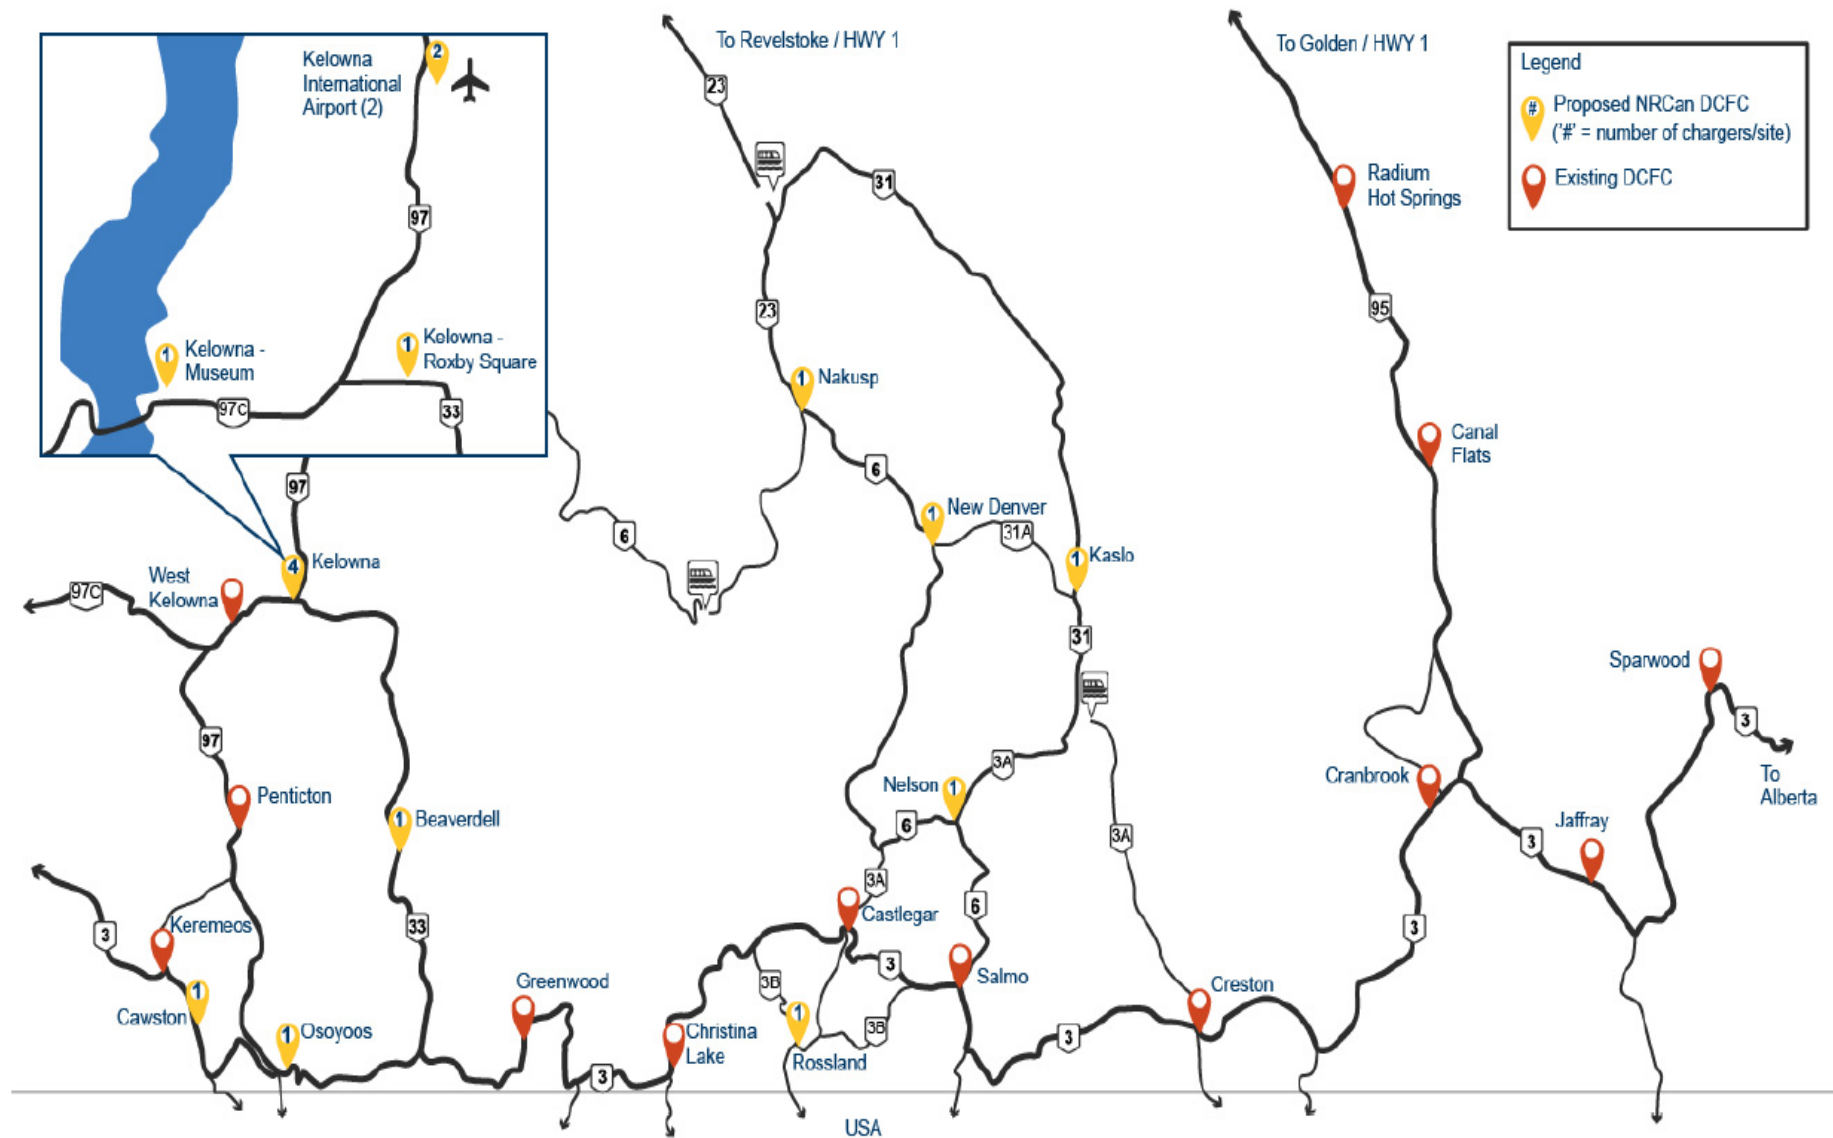 To Revelstoke / HWY 1
To Golden / HWY 1
Legend
#
Proposed NRCan DCFC
('#' = number of chargers/site)
Existing DCFC
Kelowna
International
Airport (2)
2
97
1
Kelowna -
Museum
1
Kelowna -
Roxby Square
97C
33
23
31
Radium
Hot Springs
23
95
1
Nakusp
Canal
Flats
97
6
6
1
New Denver
31A
4
Kelowna
1
Kaslo
West
Kelowna
97C
31
Sparwood
3
To
Alberta
97
3A
Nelson
1
Cranbrook
Penticton
1
Beaverdell
6
3A
Jaffray
3
3A
Castlegar
6
3
Keremeos
3
33
3
3B
Salmo
Greenwood
Creston
1
Cawston
1
Osoyoos
Christina
Lake
1
Rossland
3B
3
3
USA